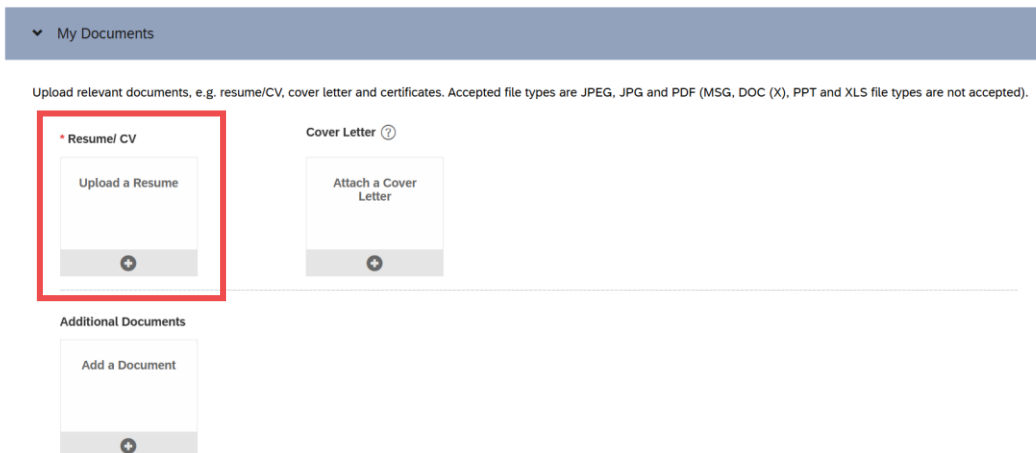 My Documents
Upload relevant documents, e.g. resume/CV, cover letter and certificates. Accepted file types are JPEG, JPG and PDF (MSG, DOC (X), PPT and XLS file types are not accepted).
* Resume/ CV
Upload a Resume
Cover Letter ?
Attach a Cover
Letter
Additional Documents
Add a Document